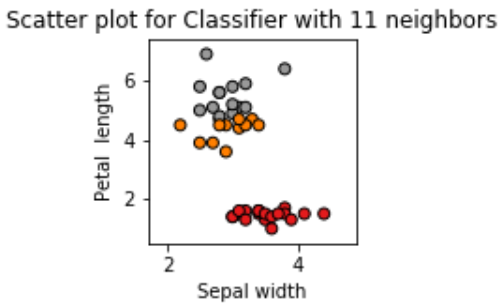 Scatter plot for Classifier with 11 neighbors
6
4
2
Petal length
2 4
Sepal width